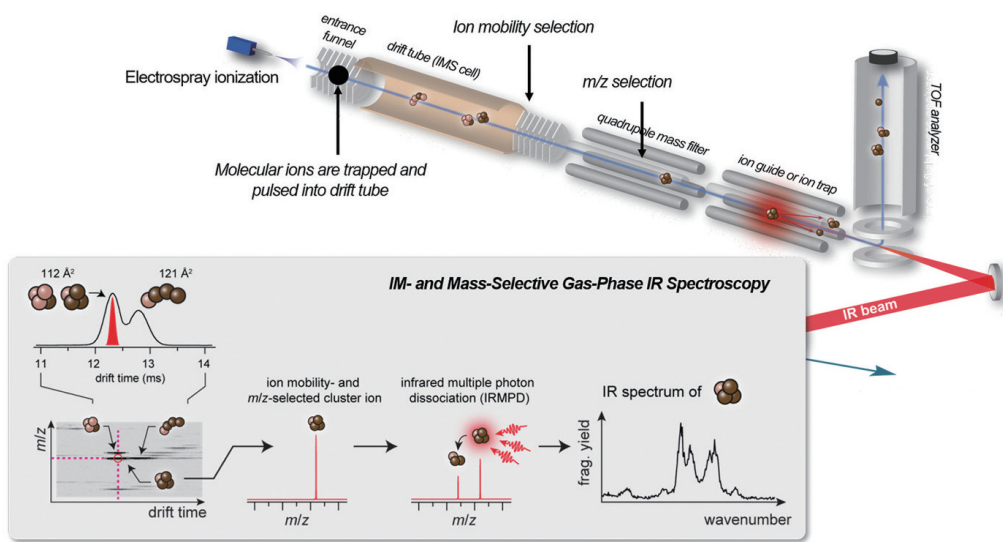 Electrospray ionization
entrance
funnel
drift tube (IMS cell)
Ion mobility selection
m/z selection
quadrupole mass filter
ion guide or ion trap
TOF analyzer
Molecular ions are trapped and
pulsed into drift tube
IR beam
IM- and Mass-Selective Gas-Phase IR Spectroscopy
112 Å²
121 Å²
11
12
13
14
drift time (ms)
m/z
drift time
ion mobility- and
m/z-selected cluster ion
m/z
infrared multiple photon
dissociation (IRMPD)
m/z
IR spectrum of
frag. yield
wavenumber